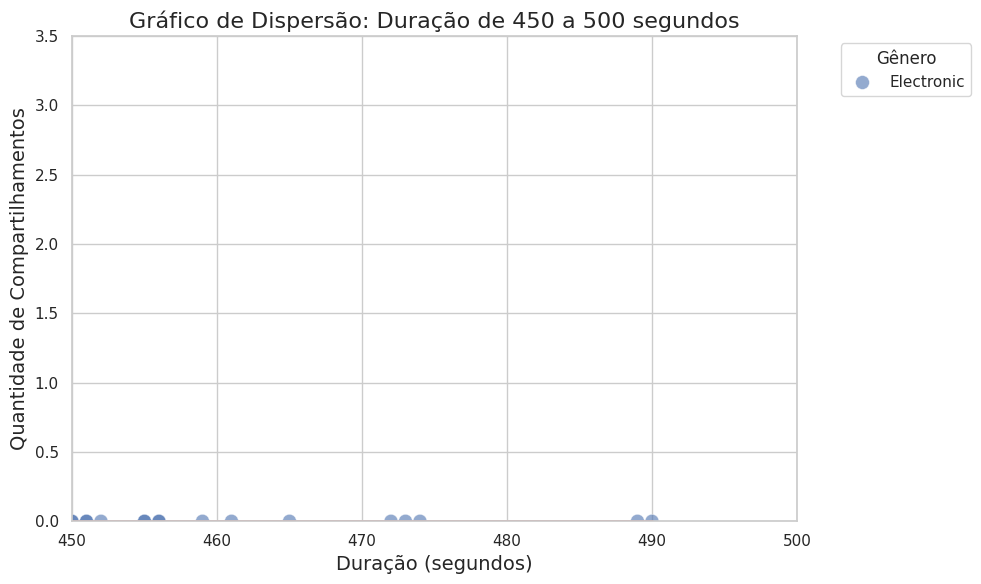 Gráfico de Dispersão: Duração de 450 a 500 segundos
Gênero
Electronic
Quantidade de Compartilhamentos
3.5
3.0
2.5
2.0
1.5
1.0
0.5
0.0
450 460 470 480 490 500
Duração (segundos)